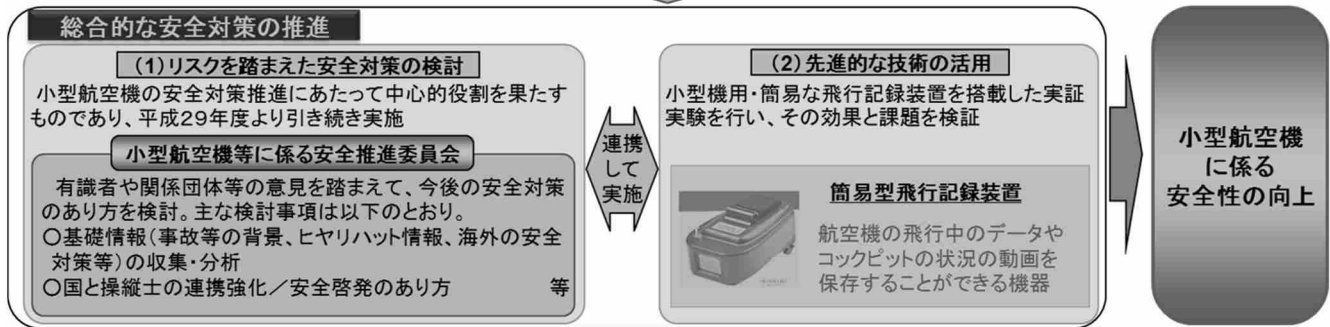 総合的な安全対策の推進
(1)リスクを踏まえた安全対策の検討
小型航空機の安全対策推進にあたって中心的役割を果たす
ものであり、平成29年度より引き続き実施
小型航空機等に係る安全推進委員会
有識者や関係団体等の意見を踏まえて、今後の安全対策
のあり方を検討。主な検討事項は以下のとおり。
○基礎情報(事故等の背景、ヒヤリハット情報、海外の安全
対策等)の収集・分析
○国と操縦士の連携強化/安全啓発のあり方 等
連携
して
実施
(2)先進的な技術の活用
小型機用・簡易な飛行記録装置を搭載した実証
実験を行い、その効果と課題を検証
簡易型飛行記録装置
航空機の飛行中のデータや
コックピットの状況の動画を
保存することができる機器
小型航空機
に係る
安全性の向上